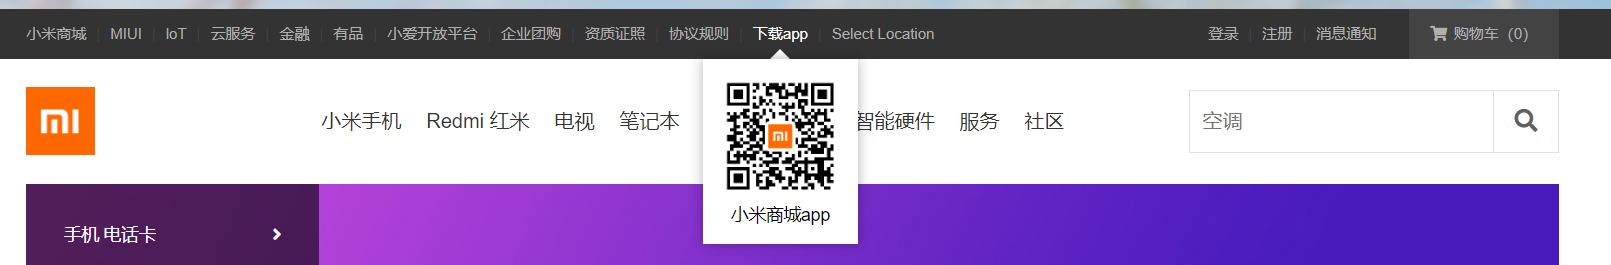 小米商城 | MIUI | IoT | 云服务 | 金融 | 有品 | 小爱开放平台 | 企业团购 | 资质证照 | 协议规则 | 下载app | Select Location 登录 | 注册 | 消息通知 购物车（0）
小米手机 Redmi 红米 电视 笔记本 智能硬件 服务 社区 空调
小米商城app
手机 电话卡